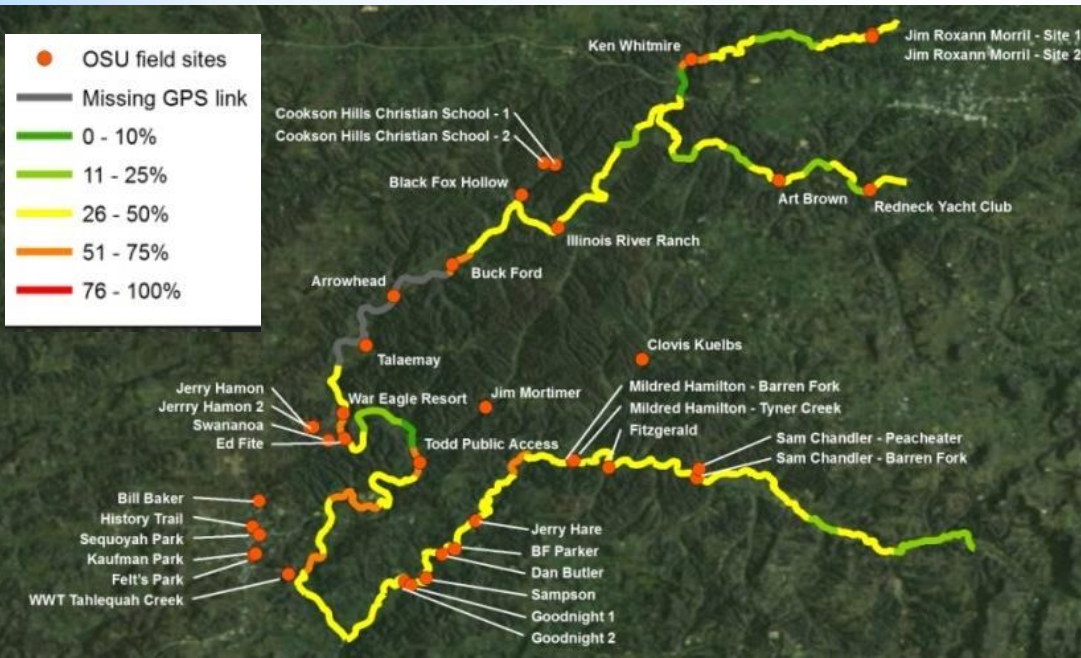 OSU field sites
Missing GPS link
0 - 10%
11 - 25%
26 - 50%
51 - 75%
76 - 100%
Ken Whitmire
Jim Roxann Morril - Site 1
Jim Roxann Morril - Site 2
Cookson Hills Christian School - 1
Cookson Hills Christian School - 2
Black Fox Hollow
Art Brown
Redneck Yacht Club
Illinois River Ranch
Buck Ford
Arrowhead
Talaemay
Clovis Kuelbs
Jerry Hamon
Jerrry Hamon 2
Swananoa
Ed Fite
War Eagle Resort
Jim Mortimer
Mildred Hamilton - Barren Fork
Mildred Hamilton - Tyner Creek
Fitzgerald
Todd Public Access
Sam Chandler - Peacheater
Sam Chandler - Barren Fork
Bill Baker
History Trail
Sequoyah Park
Kaufman Park
Felt's Park
WWT Tahlequah Creek
Jerry Hare
BF Parker
Dan Butler
Sampson
Goodnight 1
Goodnight 2